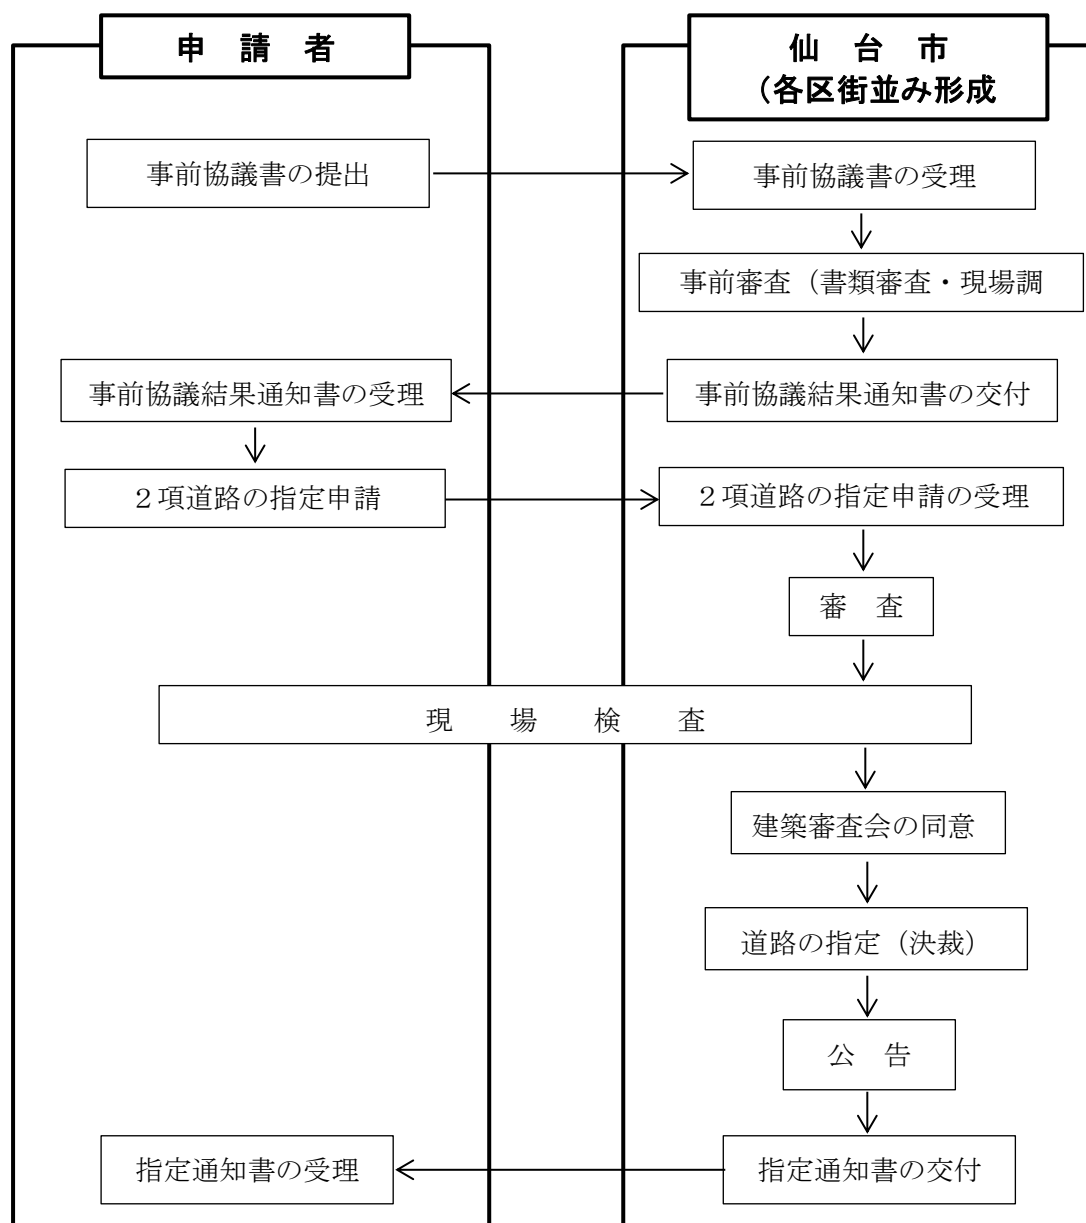 申　請　者
仙　台　市
（各区街並み形成
事前協議書の提出
事前協議書の受理
事前審査（書類審査・現場調
事前協議結果通知書の受理
事前協議結果通知書の交付
２項道路の指定申請
２項道路の指定申請の受理
審　査
現　場　検　査
建築審査会の同意
道路の指定（決裁）
公　告
指定通知書の受理
指定通知書の交付